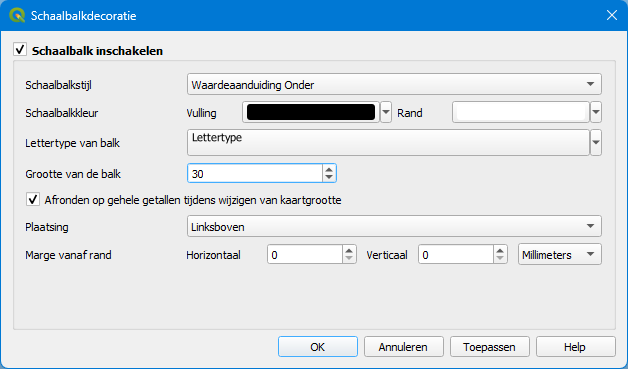 Schaalbalkdecoratie
Schaalbalk inschakelen
Schaalbalkstijl Waardeaanduiding Onder
Schaalbalkkleur Vulling Rand
Lettertype van balk Lettertype
Grootte van de balk 30
Afronden op gehele getallen tijdens wijzigen van kaartgrootte
Plaatsing Linksboven
Marge vanaf rand Horizontaal 0 Verticaal 0 Millimeters
OK Annuleren Toepassen Help